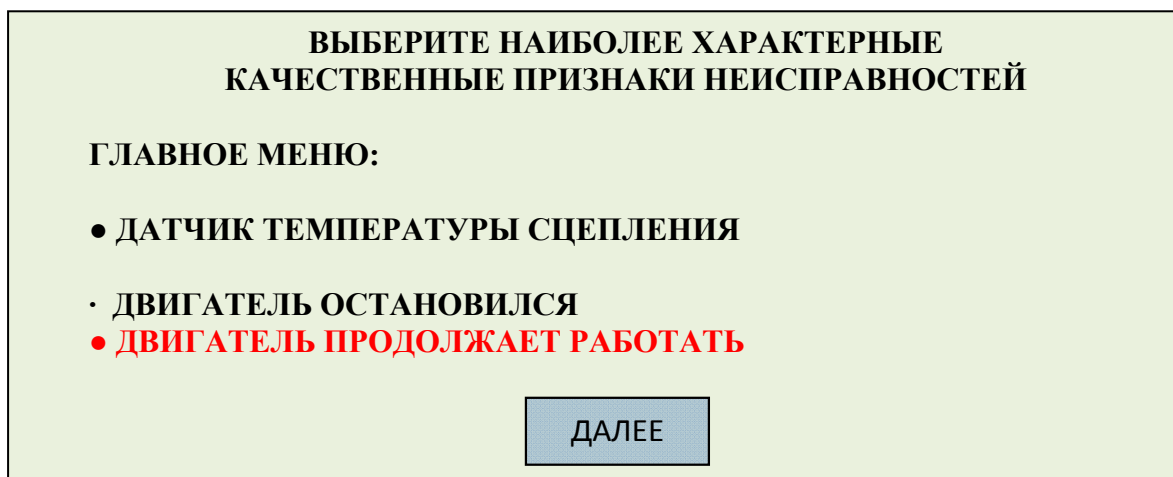 ВЫБЕРИТЕ НАИБОЛЕЕ ХАРАКТЕРНЫЕ
КАЧЕСТВЕННЫЕ ПРИЗНАКИ НЕИСПРАВНОСТЕЙ
ГЛАВНОЕ МЕНЮ:
● ДАТЧИК ТЕМПЕРАТУРЫ СЦЕПЛЕНИЯ
· ДВИГАТЕЛЬ ОСТАНОВИЛСЯ
● ДВИГАТЕЛЬ ПРОДОЛЖАЕТ РАБОТАТЬ
ДАЛЕЕ